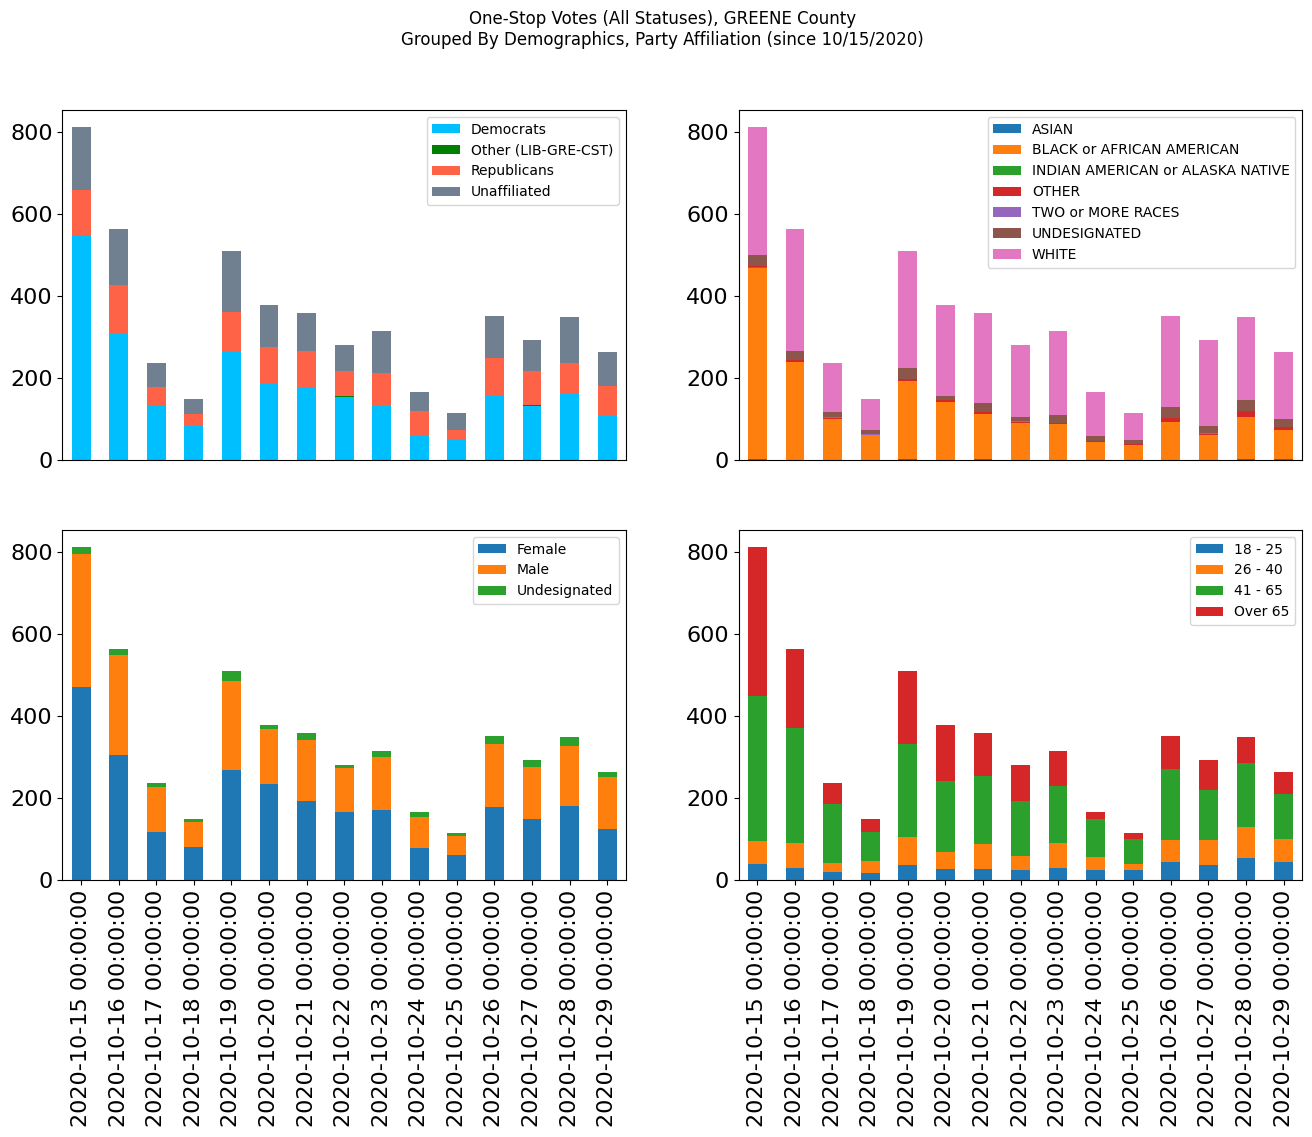 One-Stop Votes (All Statuses), GREENE County
Grouped By Demographics, Party Affiliation (since 10/15/2020)
800
600
400
200
0
Democrats
Other (LIB-GRE-CST)
Republicans
Unaffiliated
800
600
400
200
0
ASIAN
BLACK or AFRICAN AMERICAN
INDIAN AMERICAN or ALASKA NATIVE
OTHER
TWO or MORE RACES
UNDESIGNATED
WHITE
800
600
400
200
0
Female
Male
Undesignated
2020-10-15 00:00:00
2020-10-16 00:00:00
2020-10-17 00:00:00
2020-10-18 00:00:00
2020-10-19 00:00:00
2020-10-20 00:00:00
2020-10-21 00:00:00
2020-10-22 00:00:00
2020-10-23 00:00:00
2020-10-24 00:00:00
2020-10-25 00:00:00
2020-10-26 00:00:00
2020-10-27 00:00:00
2020-10-28 00:00:00
2020-10-29 00:00:00
800
600
400
200
0
18 - 25
26 - 40
41 - 65
Over 65
2020-10-15 00:00:00
2020-10-16 00:00:00
2020-10-17 00:00:00
2020-10-18 00:00:00
2020-10-19 00:00:00
2020-10-20 00:00:00
2020-10-21 00:00:00
2020-10-22 00:00:00
2020-10-23 00:00:00
2020-10-24 00:00:00
2020-10-25 00:00:00
2020-10-26 00:00:00
2020-10-27 00:00:00
2020-10-28 00:00:00
2020-10-29 00:00:00